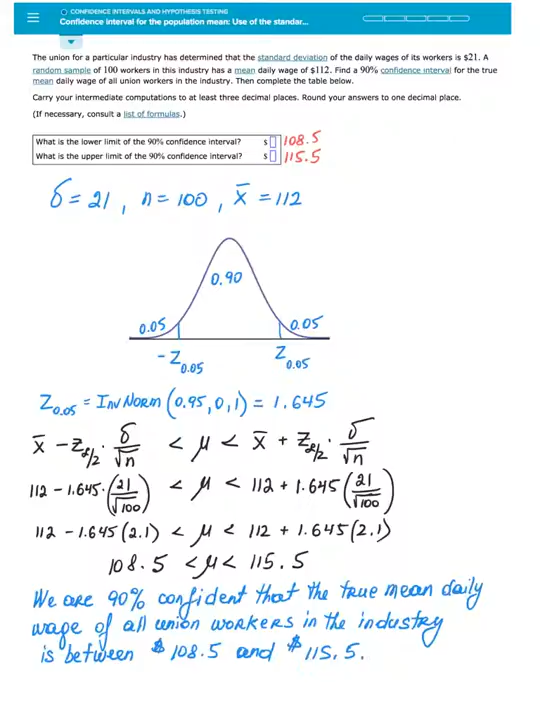 CONFIDENCE INTERVALS AND HYPOTHESIS TESTING
Confidence interval for the population mean: Use of the standar...
The union for a particular industry has determined that the standard deviation of the daily wages of its workers is $21. A
random sample of 100 workers in this industry has a mean daily wage of $112. Find a 90% confidence interval for the true
mean daily wage of all union workers in the industry. Then complete the table below.
Carry your intermediate computations to at least three decimal places. Round your answers to one decimal place.
(If necessary, consult a list of formulas.)
What is the lower limit of the 90% confidence interval? $ 108.5
What is the upper limit of the 90% confidence interval? $ 115.5
σ = 21, n = 100, x̄ = 112
0.90
0.05 0.05
-Z0.05 Z0.05
Z0.05 = InvNorm (0.95, 0, 1) = 1.645
x̄ - Zα/2 · σ/√n < μ < x̄ + Zα/2 · σ/√n
112 - 1.645 · (21/√100) < μ < 112 + 1.645 (21/√100)
112 - 1.645 (2.1) < μ < 112 + 1.645 (2.1)
108.5 < μ < 115.5
We are 90% confident that the true mean daily
wage of all union workers in the industry
is between $108.5 and $115.5.